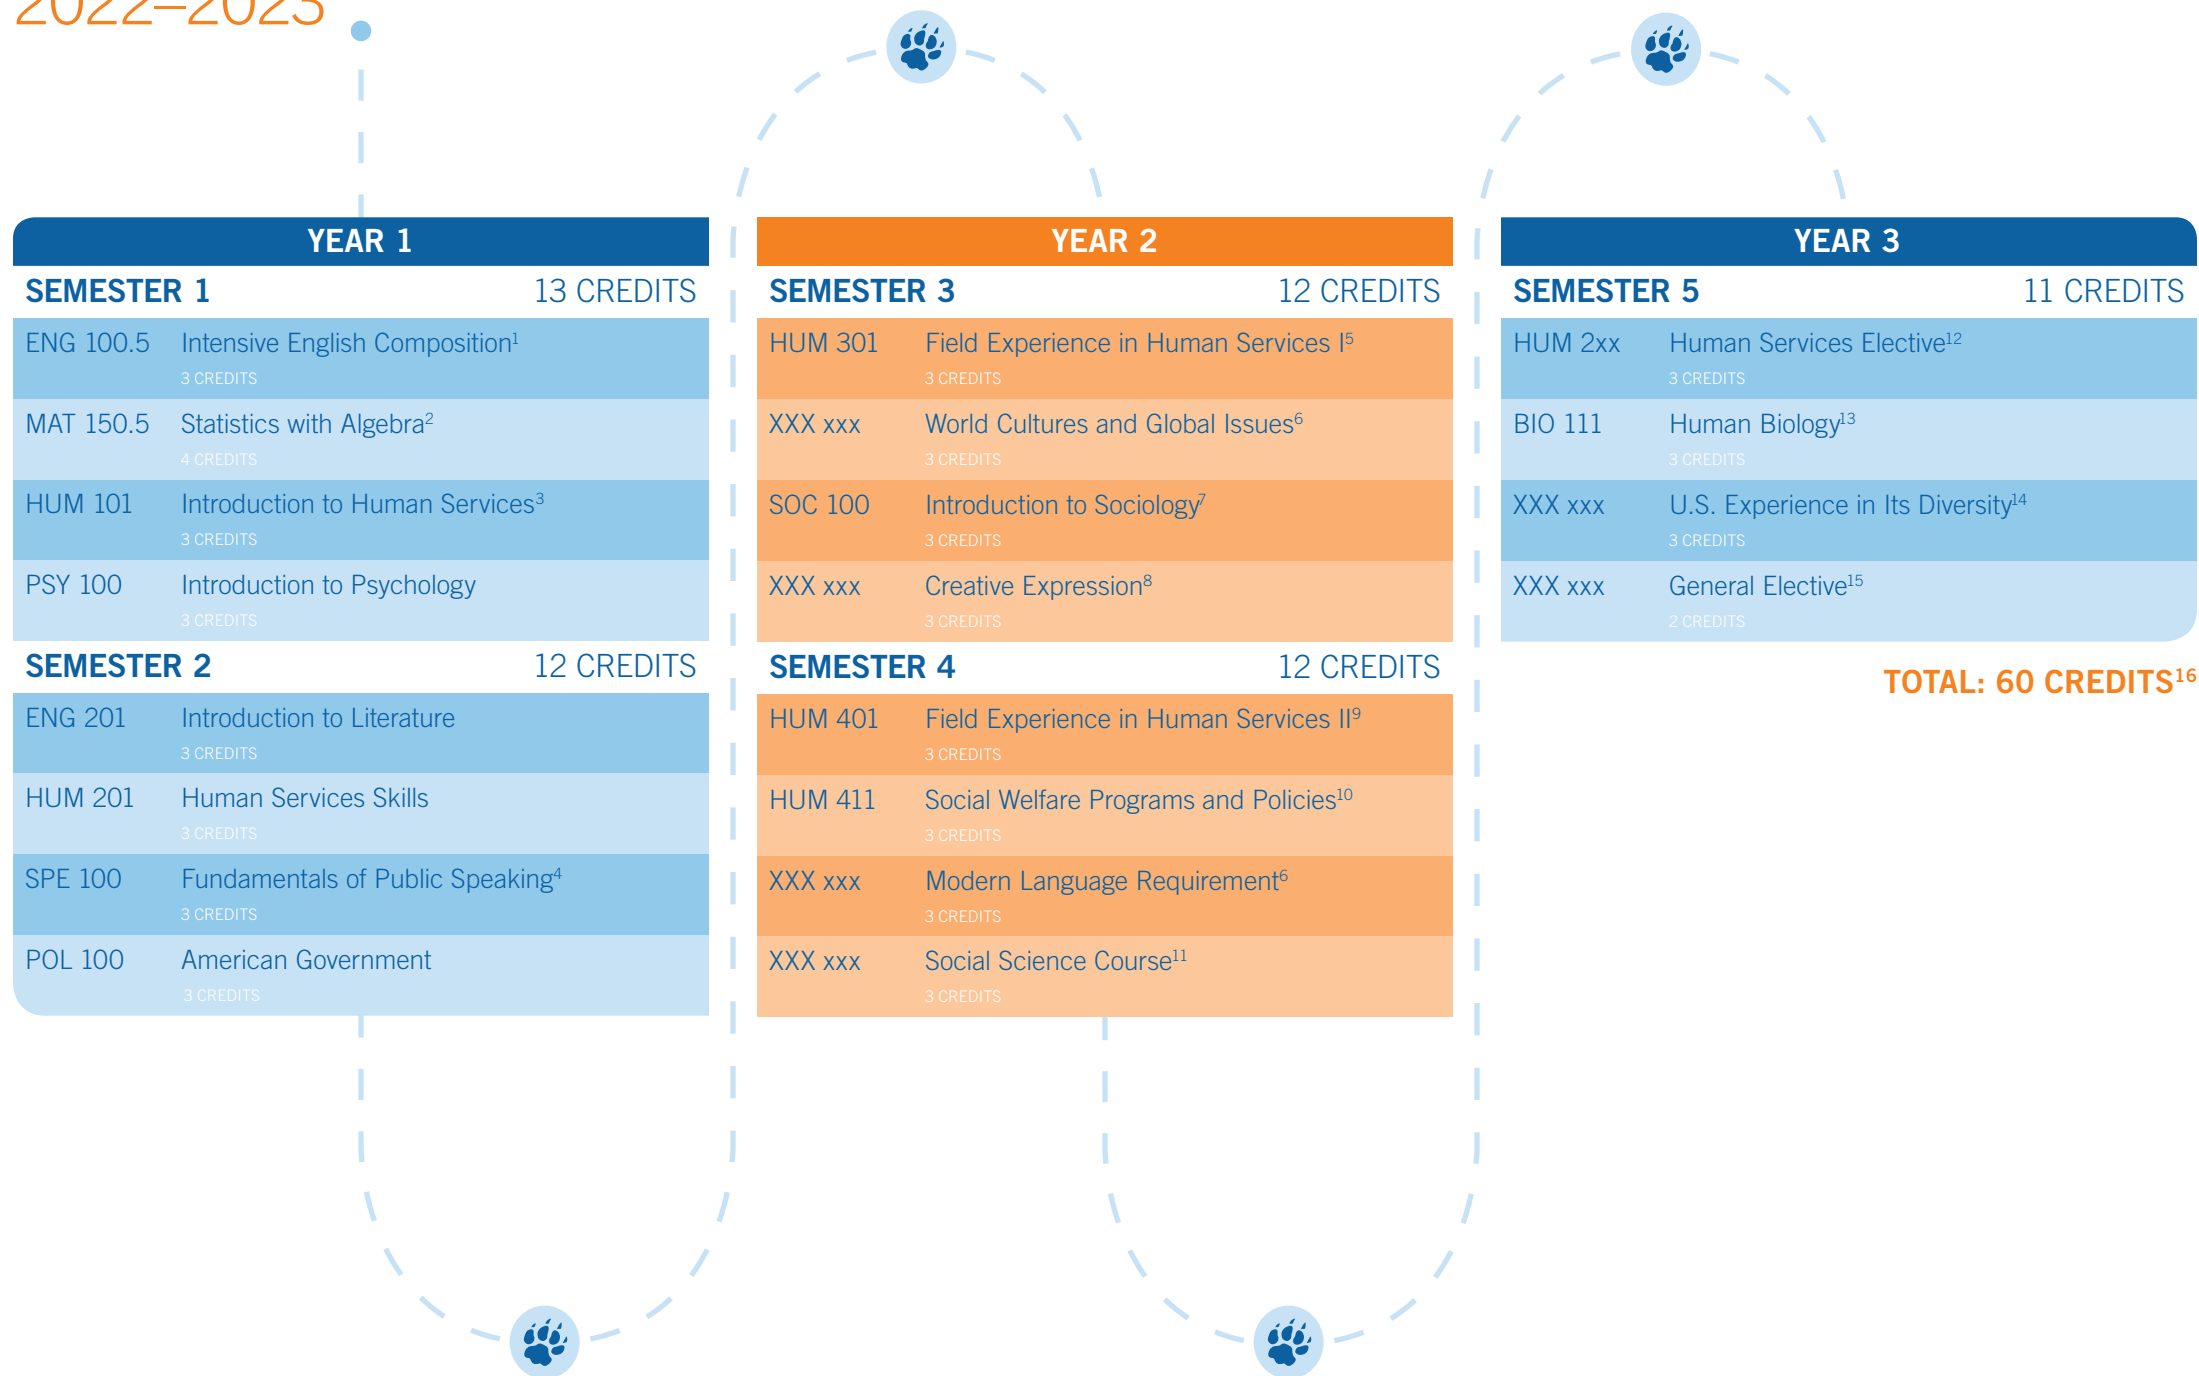 2022–2023
YEAR 1
SEMESTER 1 13 CREDITS
ENG 100.5 Intensive English Composition¹
3 CREDITS
MAT 150.5 Statistics with Algebra²
4 CREDITS
HUM 101 Introduction to Human Services³
3 CREDITS
PSY 100 Introduction to Psychology
3 CREDITS
SEMESTER 2 12 CREDITS
ENG 201 Introduction to Literature
3 CREDITS
HUM 201 Human Services Skills
3 CREDITS
SPE 100 Fundamentals of Public Speaking⁴
3 CREDITS
POL 100 American Government
3 CREDITS
YEAR 2
SEMESTER 3 12 CREDITS
HUM 301 Field Experience in Human Services I⁵
3 CREDITS
XXX xxx World Cultures and Global Issues⁶
3 CREDITS
SOC 100 Introduction to Sociology⁷
3 CREDITS
XXX xxx Creative Expression⁸
3 CREDITS
SEMESTER 4 12 CREDITS
HUM 401 Field Experience in Human Services II⁹
3 CREDITS
HUM 411 Social Welfare Programs and Policies¹⁰
3 CREDITS
XXX xxx Modern Language Requirement⁶
3 CREDITS
XXX xxx Social Science Course¹¹
3 CREDITS
YEAR 3
SEMESTER 5 11 CREDITS
HUM 2xx Human Services Elective¹²
3 CREDITS
BIO 111 Human Biology¹³
3 CREDITS
XXX xxx U.S. Experience in Its Diversity¹⁴
3 CREDITS
XXX xxx General Elective¹⁵
2 CREDITS
TOTAL: 60 CREDITS¹⁶